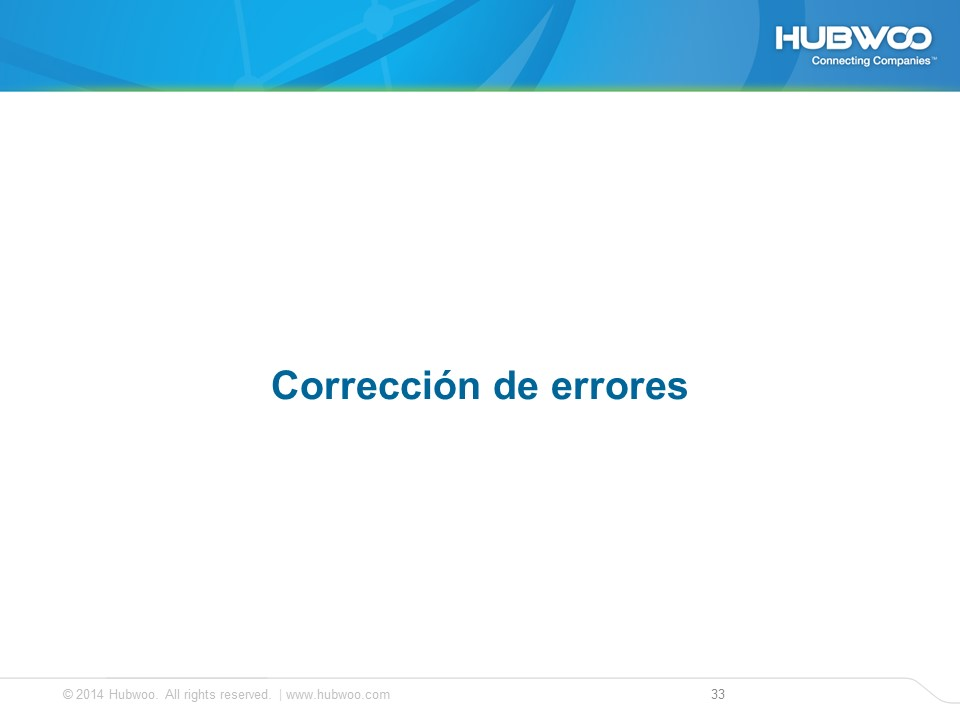 HUBWOO
Connecting Companies™
Corrección de errores
© 2014 Hubwoo. All rights reserved. | www.hubwoo.com
33